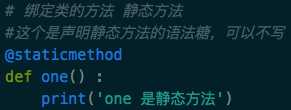 # 绑定类的方法 静态方法
#这个是声明静态方法的语法糖，可以不写
@staticmethod
def one() :
    print('one 是静态方法')